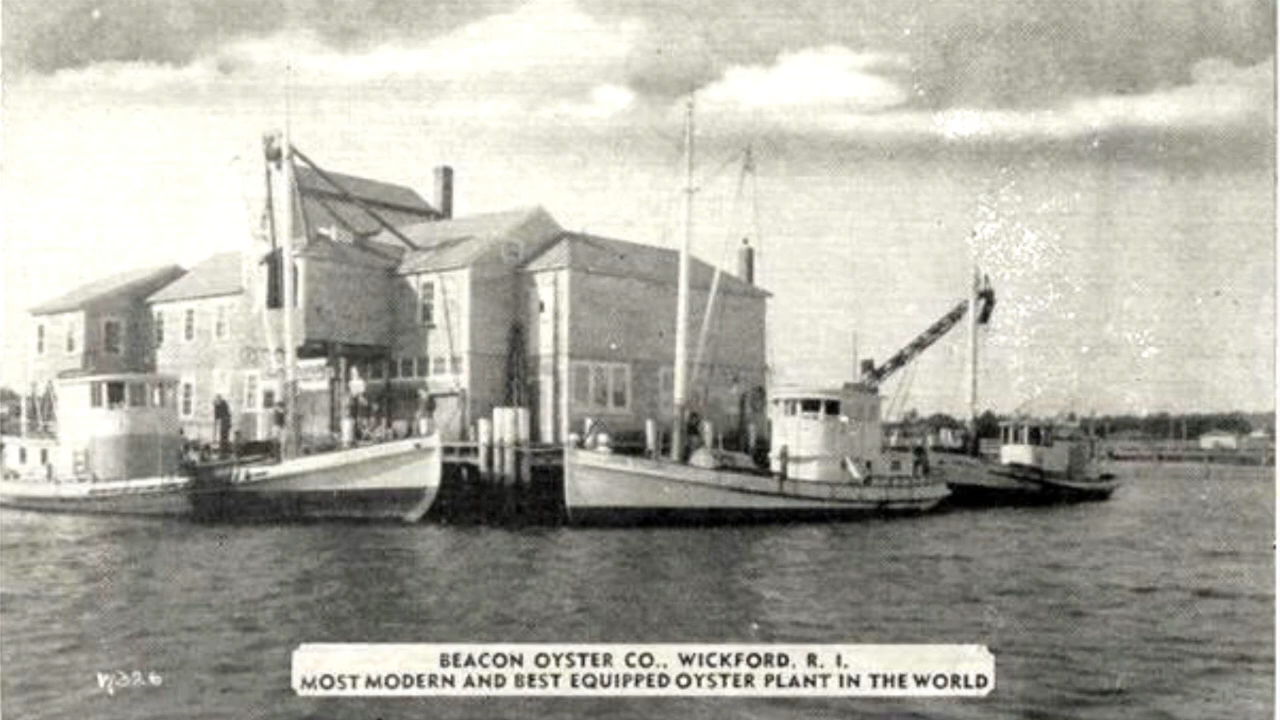 BEACON OYSTER CO., WICKFORD, R. I.
MOST MODERN AND BEST EQUIPPED OYSTER PLANT IN THE WORLD